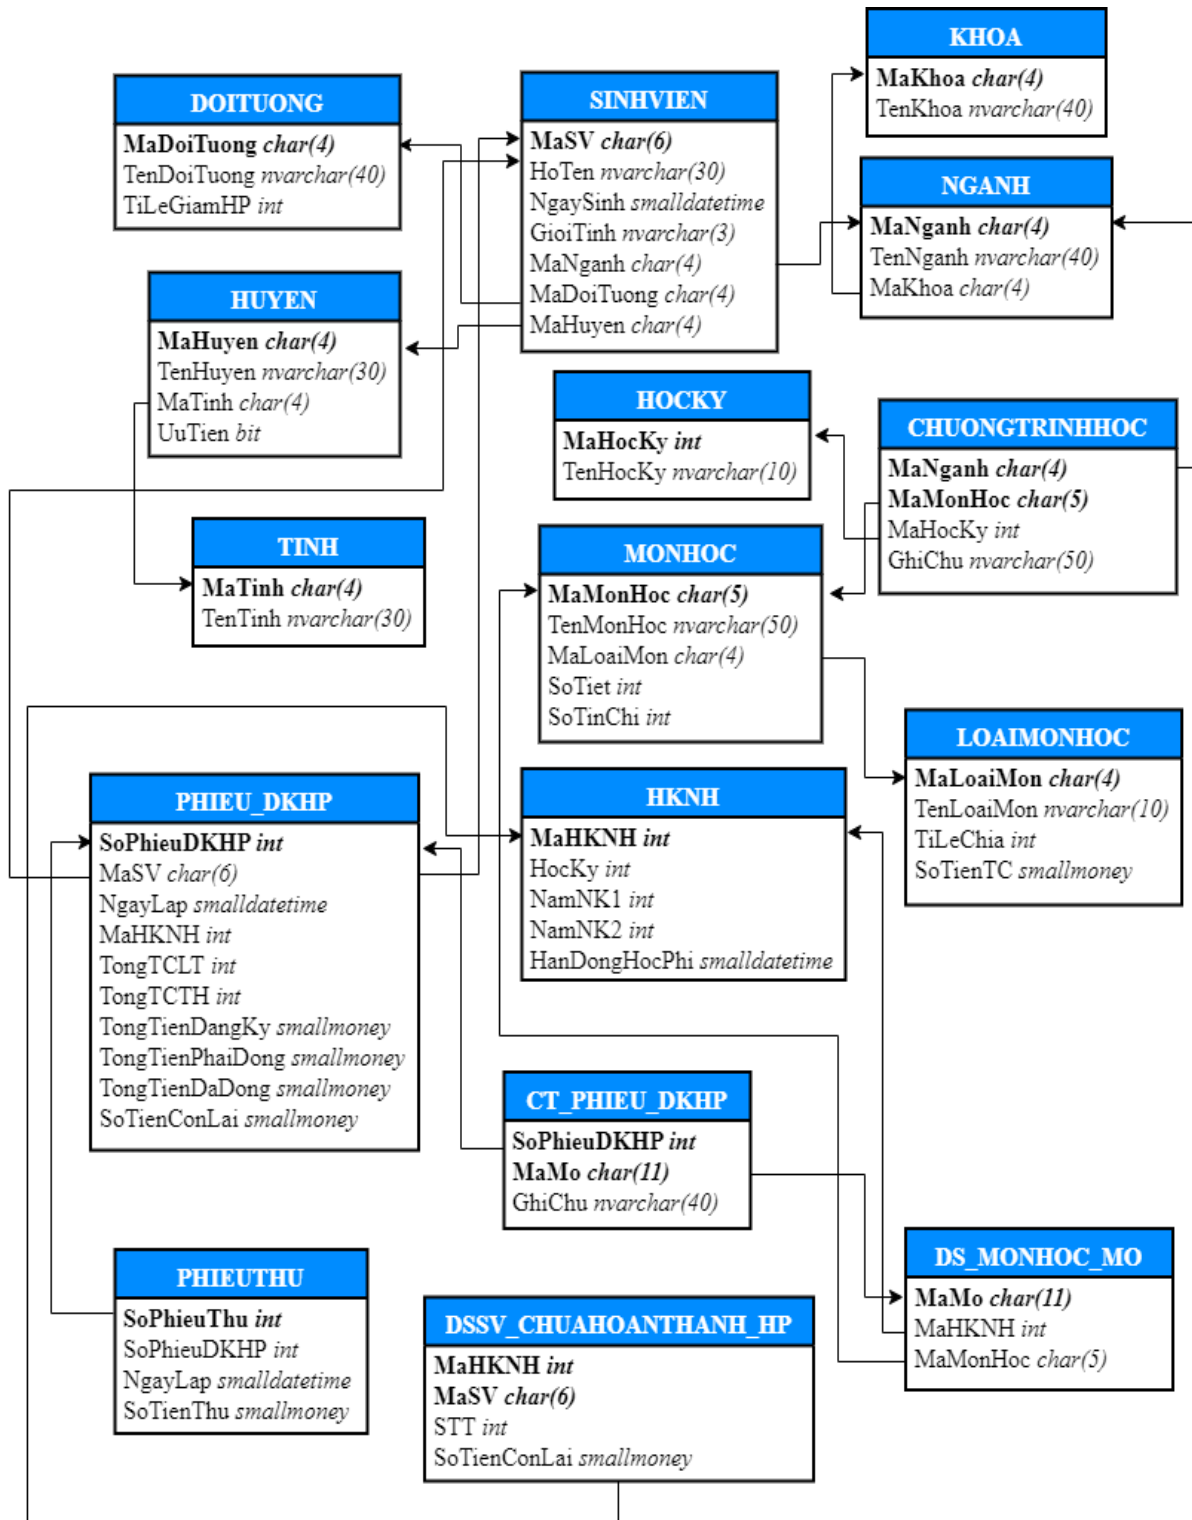 KHOA
MaKhoa char(4)
TenKhoa nvarchar(40)
DOITUONG
MaDoiTuong char(4)
TenDoiTuong nvarchar(40)
TiLeGiamHP int
SINHVIEN
MaSV char(6)
HoTen nvarchar(30)
NgaySinh smalldatetime
GioiTinh nvarchar(3)
MaNganh char(4)
MaDoiTuong char(4)
MaHuyen char(4)
NGANH
MaNganh char(4)
TenNganh nvarchar(40)
MaKhoa char(4)
HUYEN
MaHuyen char(4)
TenHuyen nvarchar(30)
MaTinh char(4)
UuTien bit
HOCKY
MaHocKy int
TenHocKy nvarchar(10)
CHUONGTRINHHOC
MaNganh char(4)
MaMonHoc char(5)
MaHocKy int
GhiChu nvarchar(50)
TINH
MaTinh char(4)
TenTinh nvarchar(30)
MONHOC
MaMonHoc char(5)
TenMonHoc nvarchar(50)
MaLoaiMon char(4)
SoTiet int
SoTinChi int
LOAIMONHOC
MaLoaiMon char(4)
TenLoaiMon nvarchar(10)
TiLeChia int
SoTienTC smallmoney
PHIEU_DKHP
SoPhieuDKHP int
MaSV char(6)
NgayLap smalldatetime
MaHKNH int
TongTCLT int
TongTCTH int
TongTienDangKy smallmoney
TongTienPhaiDong smallmoney
TongTienDaDong smallmoney
SoTienConLai smallmoney
HKNH
MaHKNH int
HocKy int
NamNK1 int
NamNK2 int
HanDongHocPhi smalldatetime
CT_PHIEU_DKHP
SoPhieuDKHP int
MaMo char(11)
GhiChu nvarchar(40)
DS_MONHOC_MO
MaMo char(11)
MaHKNH int
MaMonHoc char(5)
PHIEUTHU
SoPhieuThu int
SoPhieuDKHP int
NgayLap smalldatetime
SoTienThu smallmoney
DSSV_CHUAHOANTHANH_HP
MaHKNH int
MaSV char(6)
STT int
SoTienConLai smallmoney